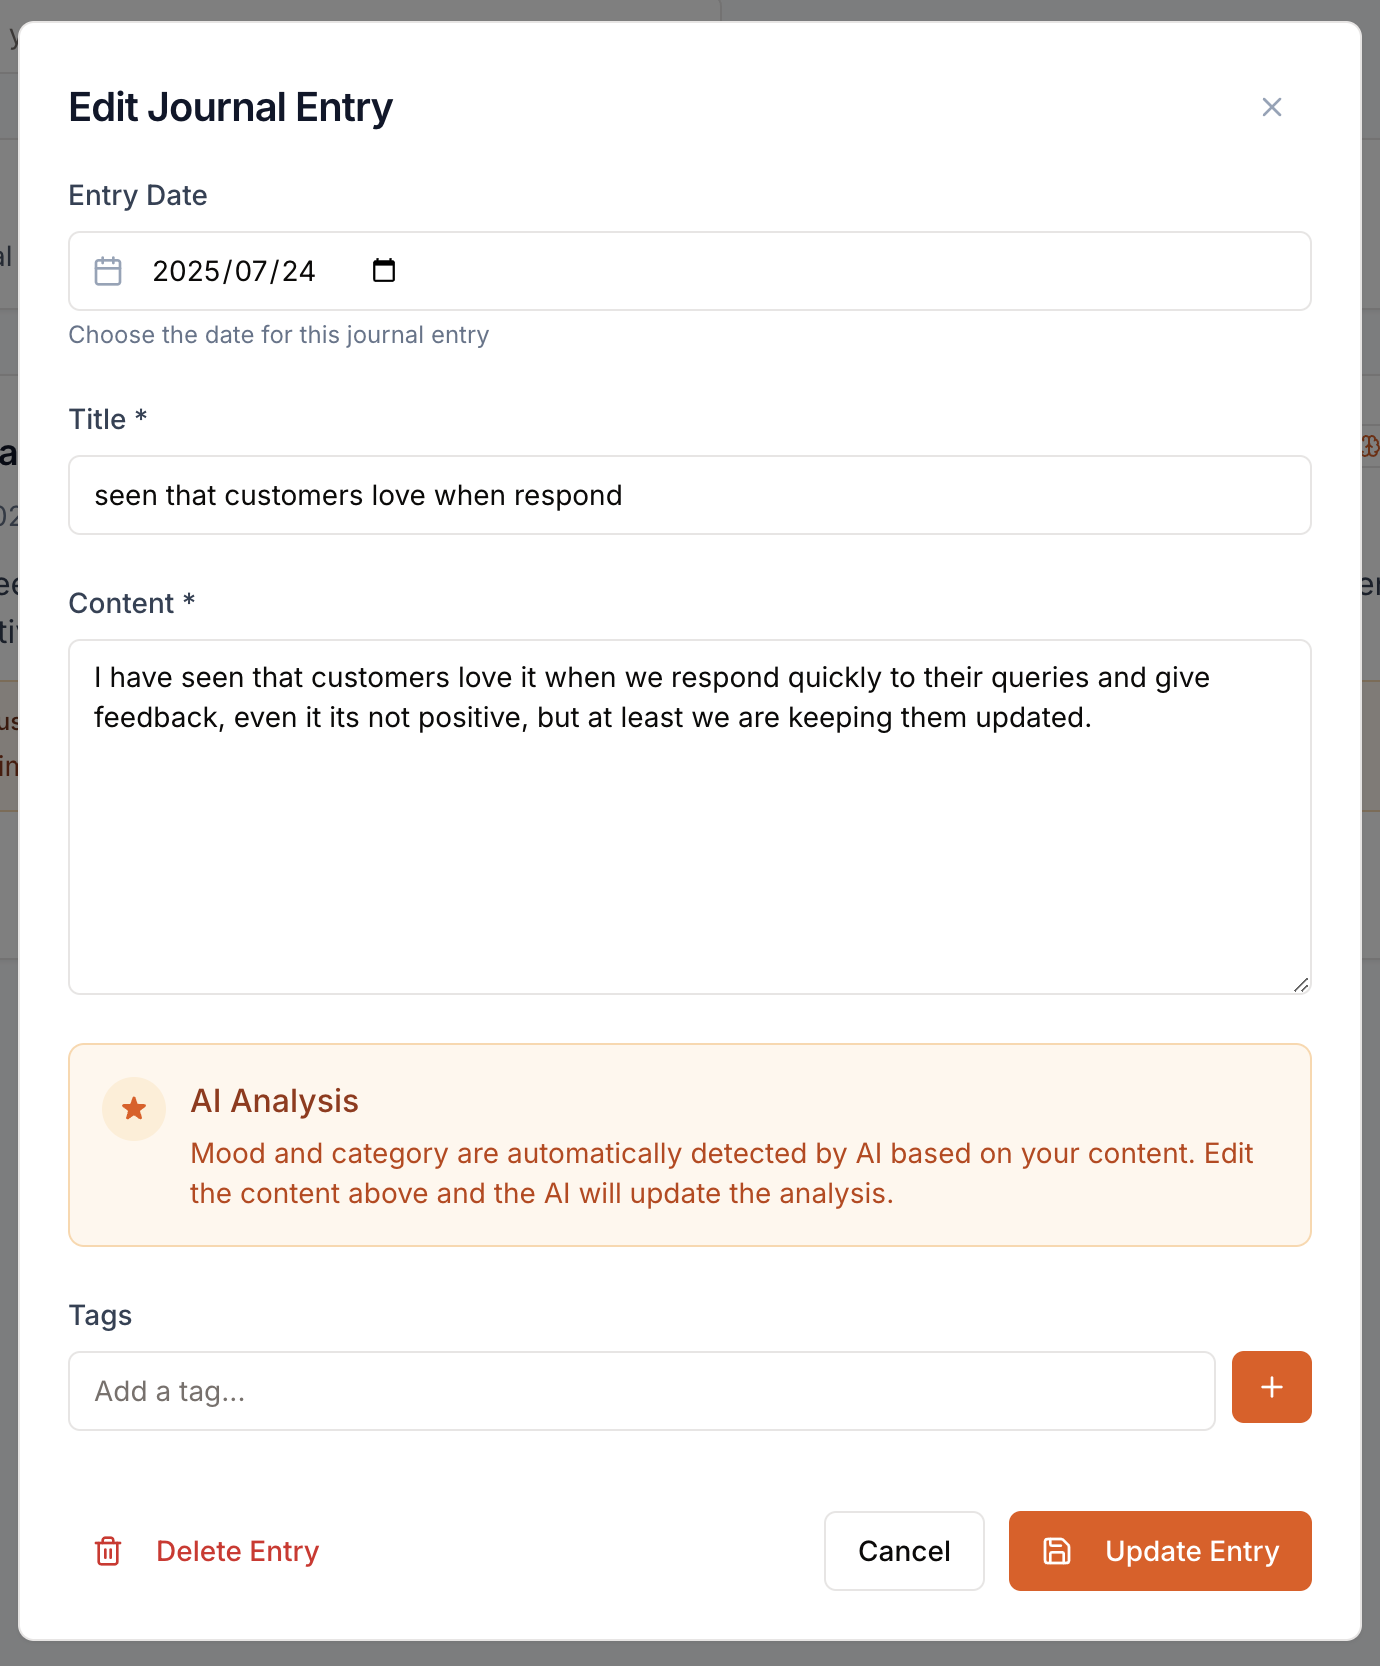 Edit Journal Entry
Entry Date
2025/07/24
Choose the date for this journal entry
Title *
seen that customers love when respond
Content *
I have seen that customers love it when we respond quickly to their queries and give
feedback, even it its not positive, but at least we are keeping them updated.
AI Analysis
Mood and category are automatically detected by AI based on your content. Edit
the content above and the AI will update the analysis.
Tags
Add a tag...
Delete Entry
Cancel
Update Entry